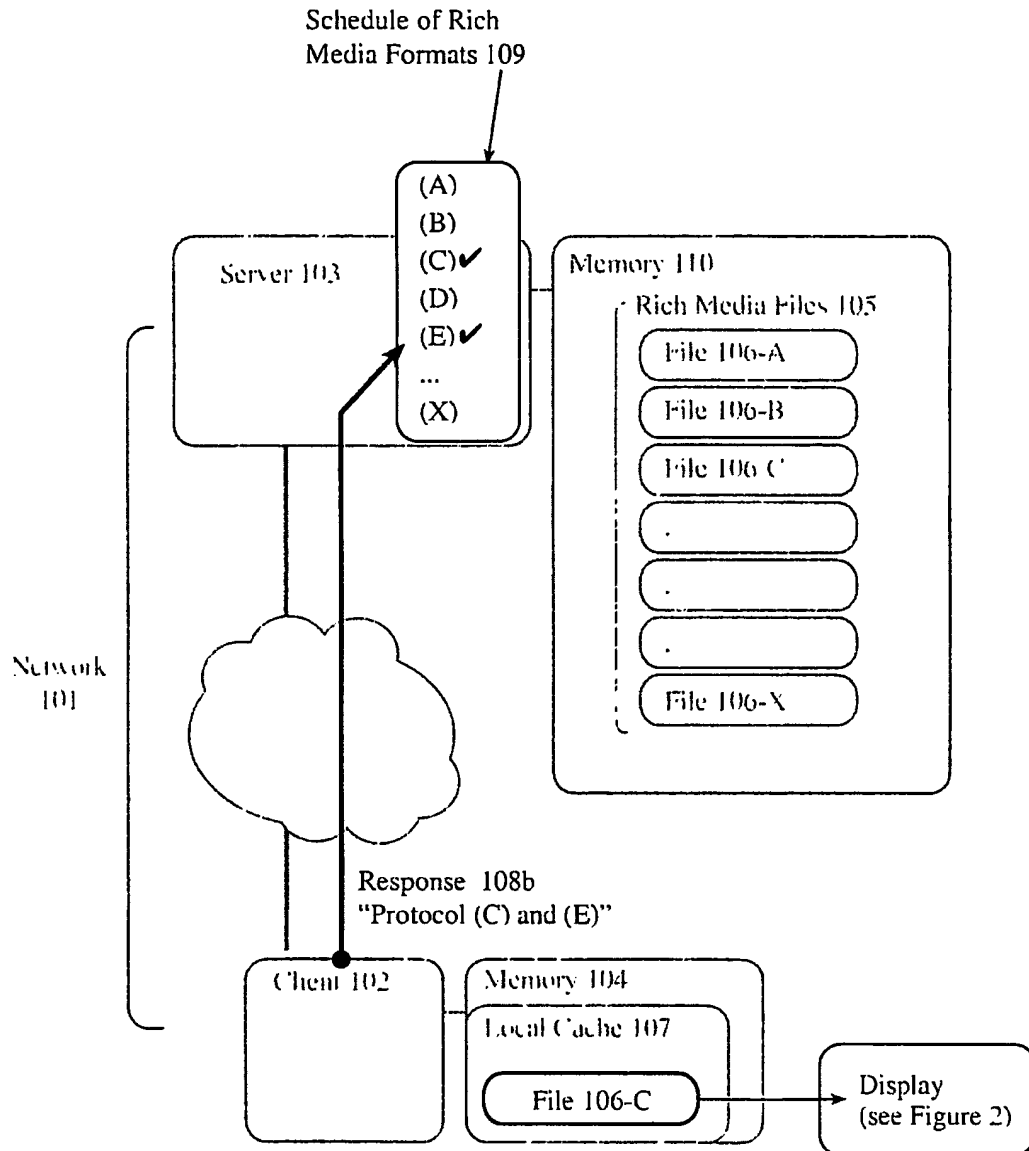 Schedule of Rich
Media Formats 109
(A)
(B)
(C)✔
(D)
(E)✔
...
(X)
Server 103
Memory 110
Rich Media Files 105
File 106-A
File 106-B
File 106-C
.
.
.
File 106-X
Network
101
Response 108b
“Protocol (C) and (E)”
Client 102
Memory 104
Local Cache 107
File 106-C
Display
(see Figure 2)